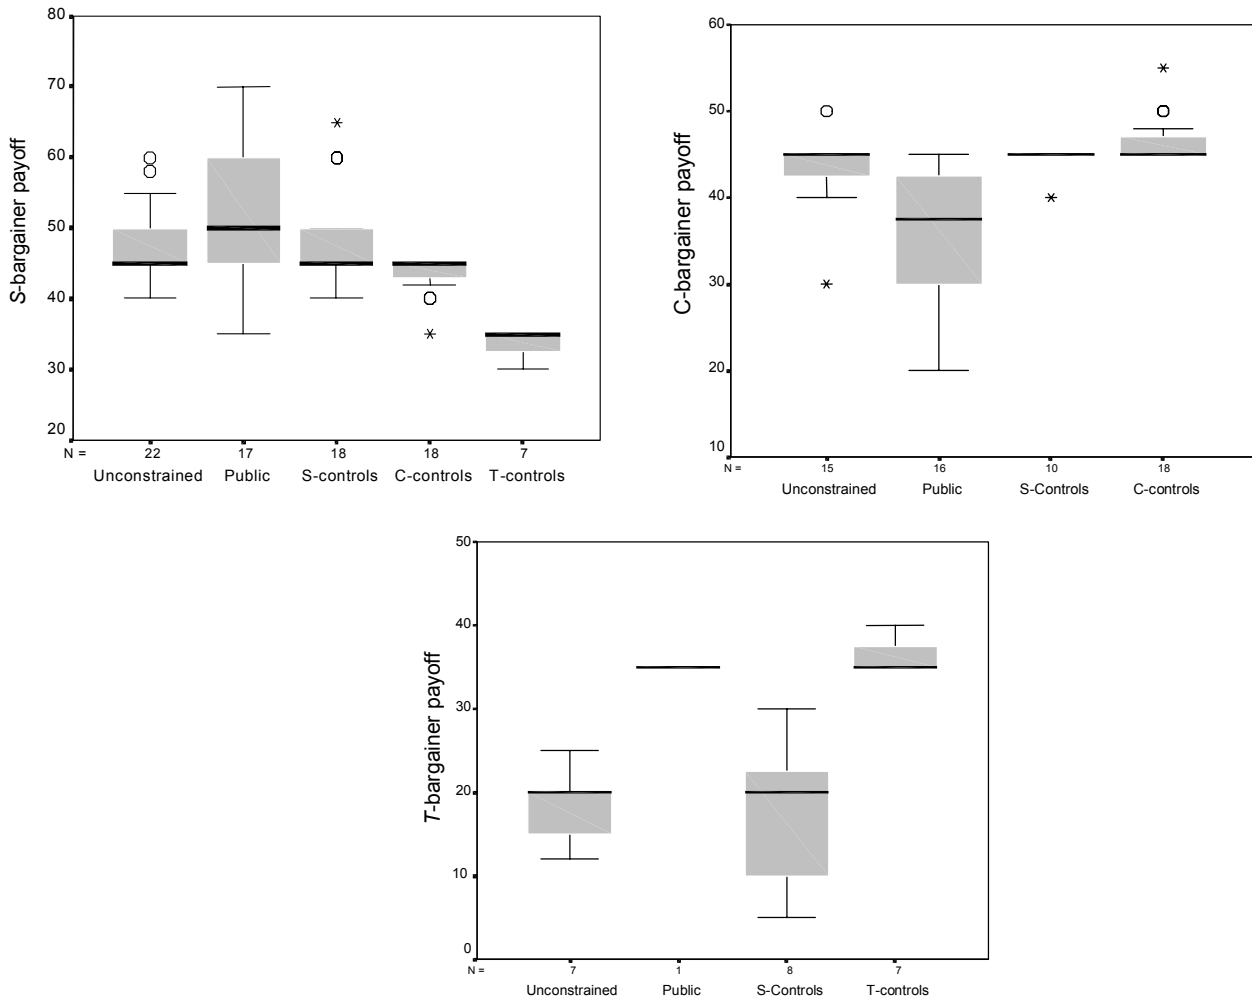 80
70
60
50
40
30
20
S-bargainer payoff
N = 22 17 18 18 7
Unconstrained Public S-controls C-controls T-controls
60
50
40
30
20
10
C-bargainer payoff
N = 15 16 10 18
Unconstrained Public S-Controls C-controls
50
40
30
20
10
0
T-bargainer payoff
N = 7 1 8 7
Unconstrained Public S-Controls T-controls